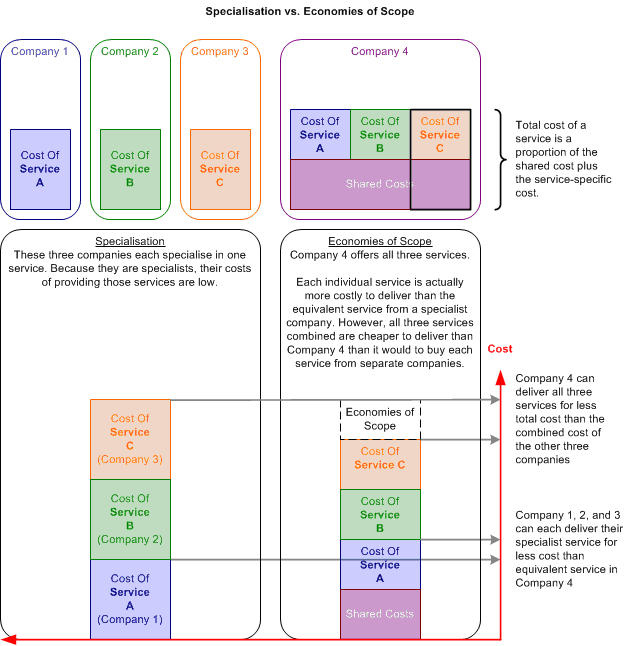 Specialisation vs. Economies of Scope
Company 1
Company 2
Company 3
Company 4
Cost Of
Service
A
Cost Of
Service
B
Cost Of
Service
C
Cost Of
Service
A
Cost Of
Service
B
Cost Of
Service
C
Shared Costs
Total cost of a
service is a
proportion of the
shared cost plus
the service-specific
cost.
Specialisation
These three companies each specialise in one
service. Because they are specialists, their costs
of providing those services are low.
Economies of Scope
Company 4 offers all three services.
Each individual service is actually
more costly to deliver than the
equivalent service from a specialist
company. However, all three services
combined are cheaper to deliver than
Company 4 than it would to buy each
service from separate companies.
Cost
Cost Of
Service
C
(Company 3)
Cost Of
Service
B
(Company 2)
Cost Of
Service
A
(Company 1)
Economies of
Scope
Cost Of
Service C
Cost Of
Service
B
Cost Of
Service
A
Shared Costs
Company 4 can
deliver all three
services for less
total cost than the
combined cost of
the other three
companies
Company 1, 2, and 3
can each deliver their
specialist service for
less cost than
equivalent service in
Company 4